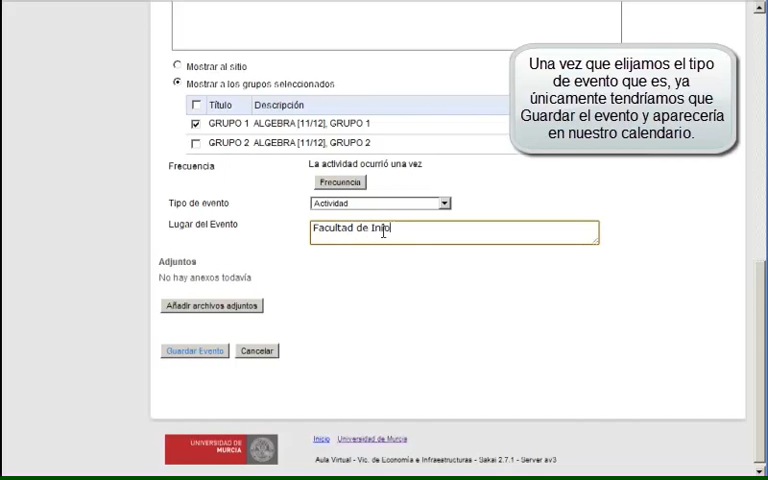 Mostrar al sitio
Mostrar a los grupos seleccionados
Título Descripción
GRUPO 1 ALGEBRA [11/12], GRUPO 1
GRUPO 2 ALGEBRA [11/12], GRUPO 2
Frecuencia La actividad ocurrió una vez
Frecuencia
Tipo de evento Actividad
Lugar del Evento Facultad de Info
Adjuntos
No hay anexos todavía
Añadir archivos adjuntos
Guardar Evento Cancelar
Una vez que elijamos el tipo
de evento que es, ya
únicamente tendríamos que
Guardar el evento y aparecería
en nuestro calendario.
UNIVERSIDAD DE
MURCIA
Inicio Universidad de Murcia
Aula Virtual - Vic. de Economía e Infraestructuras - Sakai 2.7.1 - Server av3